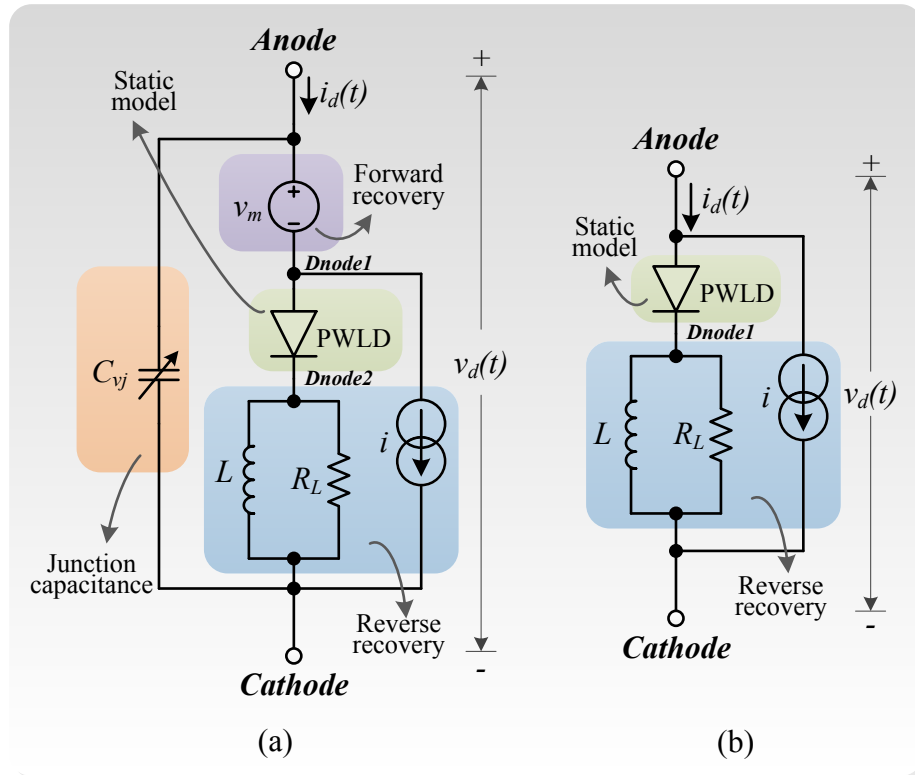 Anode
+
Static
model
i_d(t)
Forward
recovery
+
v_m
-
Dnode1
PWLD
C_vj
Dnode2
v_d(t)
L
R_L
i
Junction
capacitance
Reverse
recovery
-
Cathode
(a)
Anode
+
i_d(t)
Static
model
PWLD
Dnode1
L
R_L
i
v_d(t)
Reverse
recovery
-
Cathode
(b)